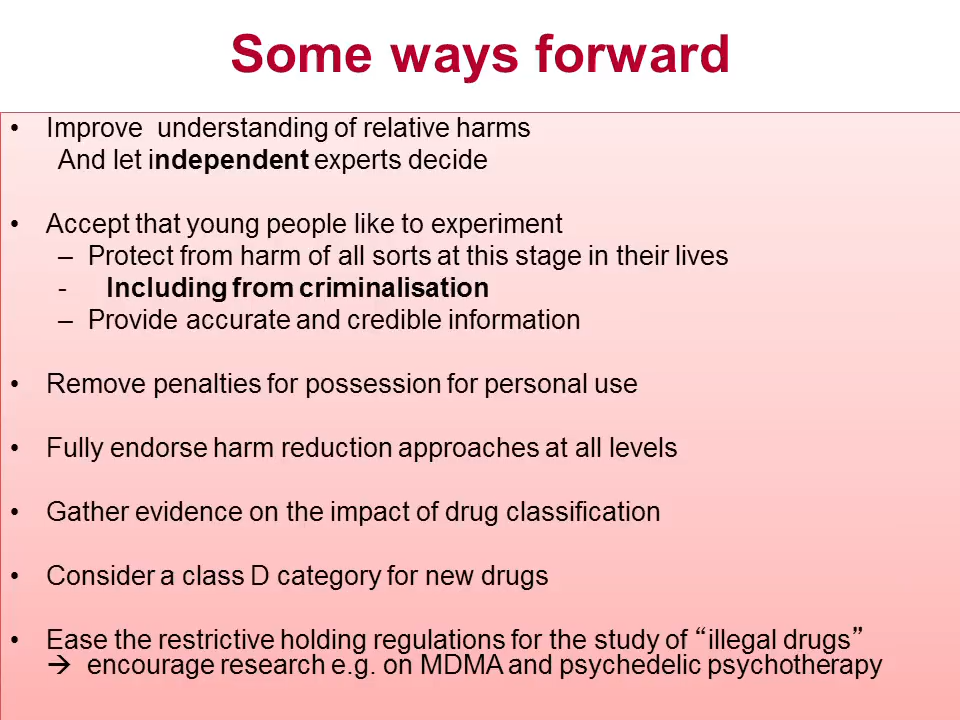 Some ways forward
• Improve  understanding of relative harms
And let independent experts decide
• Accept that young people like to experiment
– Protect from harm of all sorts at this stage in their lives
- Including from criminalisation
– Provide accurate and credible information
• Remove penalties for possession for personal use
• Fully endorse harm reduction approaches at all levels
• Gather evidence on the impact of drug classification
• Consider a class D category for new drugs
• Ease the restrictive holding regulations for the study of “illegal drugs”
→ encourage research e.g. on MDMA and psychedelic psychotherapy